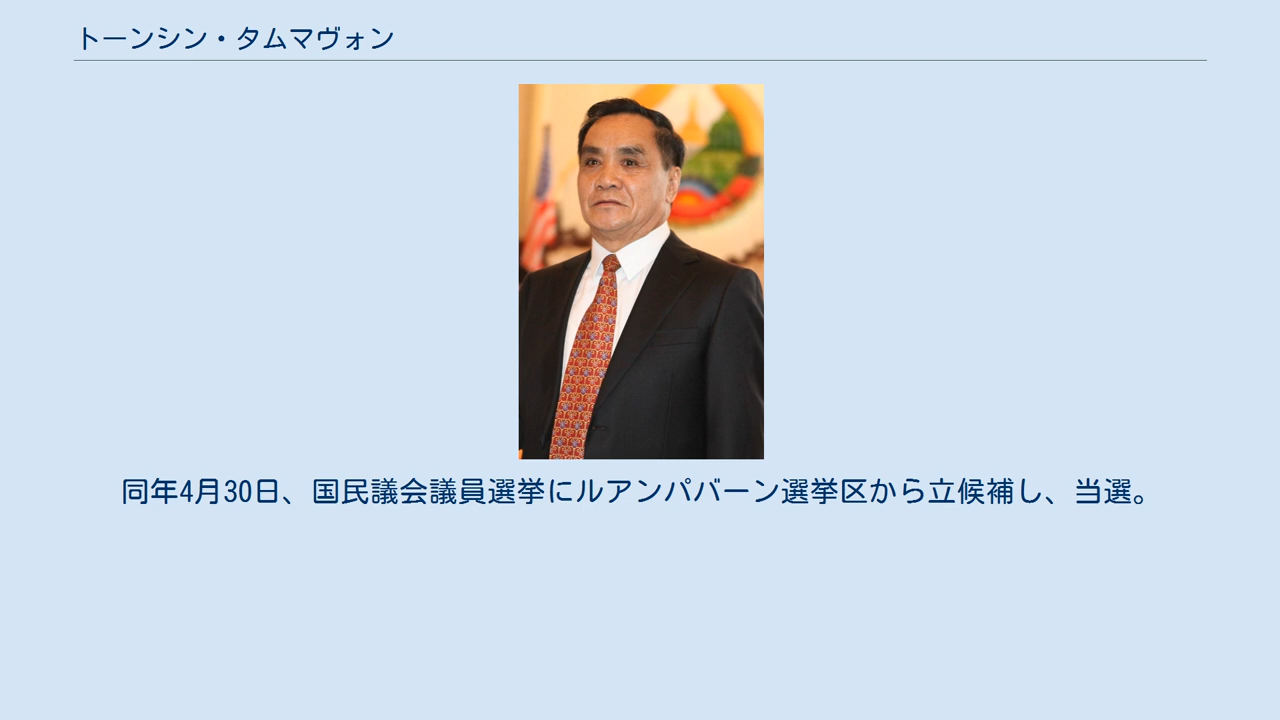 トーンシン・タムマヴォン
同年4月30日、国民議会議員選挙にルアンパバーン選挙区から立候補し、当選。